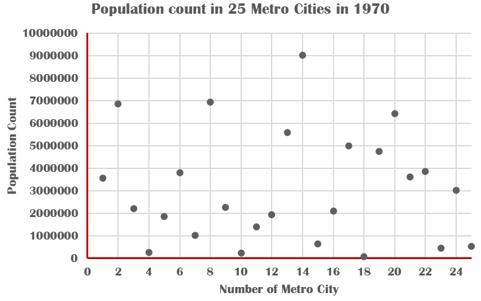 Population count in 25 Metro Cities in 1970
10000000
9000000
8000000
7000000
6000000
5000000
4000000
3000000
2000000
1000000
0
Population Count
0 2 4 6 8 10 12 14 16 18 20 22 24
Number of Metro City